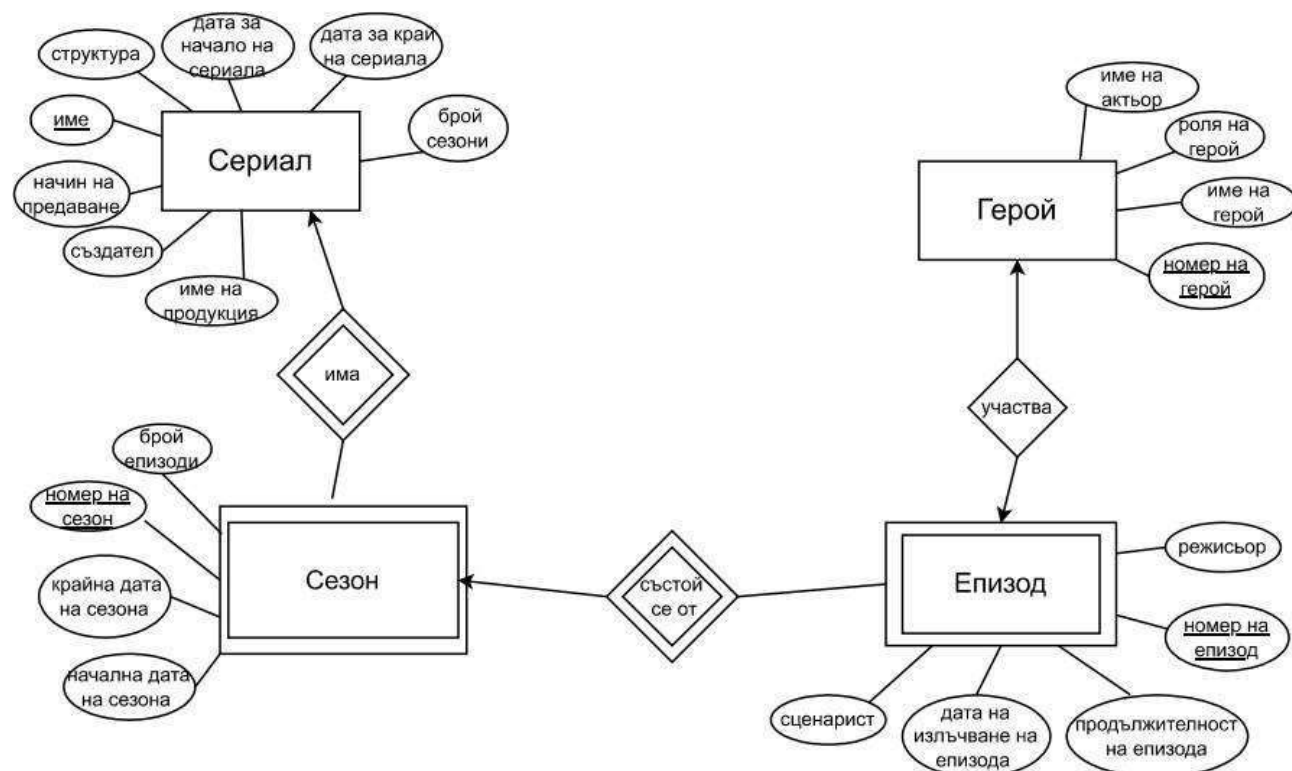 структура
дата за
начало на
сериала
дата за край
на сериала
име
Сериал
брой
сезони
начин на
предаване
създател
име на
продукция
име на
актьор
роля на
герой
Герой
име на
герой
номер на
герой
има
участва
брой
епизоди
номер на
сезон
крайна дата
на сезона
начална дата
на сезона
Сезон
състой
се от
Епизод
режисьор
номер на
епизод
сценарист
дата на
излъчване на
епизода
продължителност
на епизода